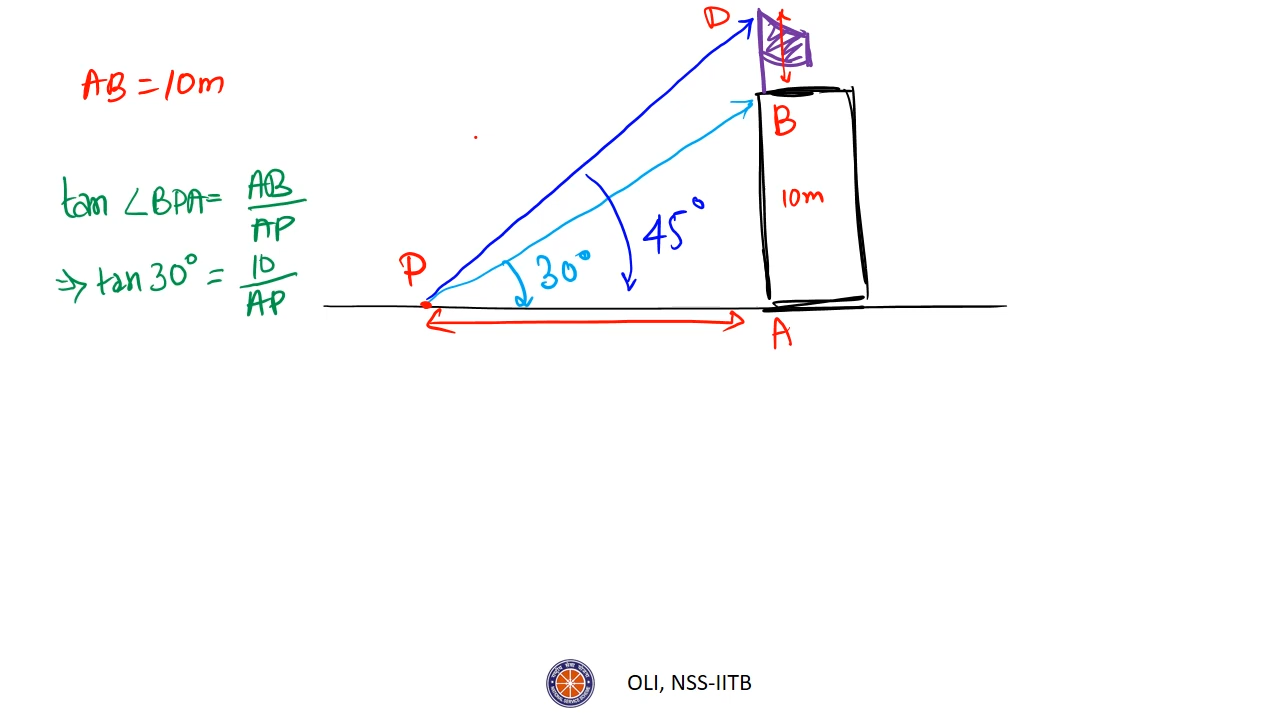 D
AB = 10m
B
tan ∠BPA = AB/AP
10m
45°
P
30°
⇒ tan 30° = 10/AP
A
OLI, NSS-IITB